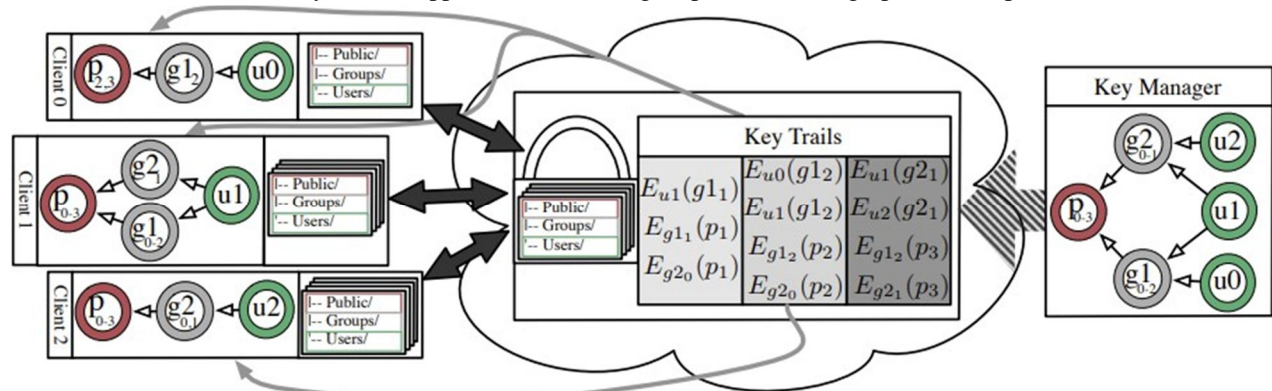 Client 0
p2,3
g12
u0
|-- Public/
|-- Groups/
'-- Users/
Client 1
p0-3
g21
g10-2
u1
|-- Public/
|-- Groups/
'-- Users/
Client 2
p0-3
g20,1
u2
|-- Public/
|-- Groups/
'-- Users/
|-- Public/
|-- Groups/
'-- Users/
Key Trails
Eu1(g11)
Eg11(p1)
Eg20(p1)
Eu0(g12)
Eu1(g12)
Eg12(p2)
Eg20(p2)
Eu1(g21)
Eu2(g21)
Eg12(p3)
Eg21(p3)
Key Manager
p0-3
g20-1
g10-2
u2
u1
u0